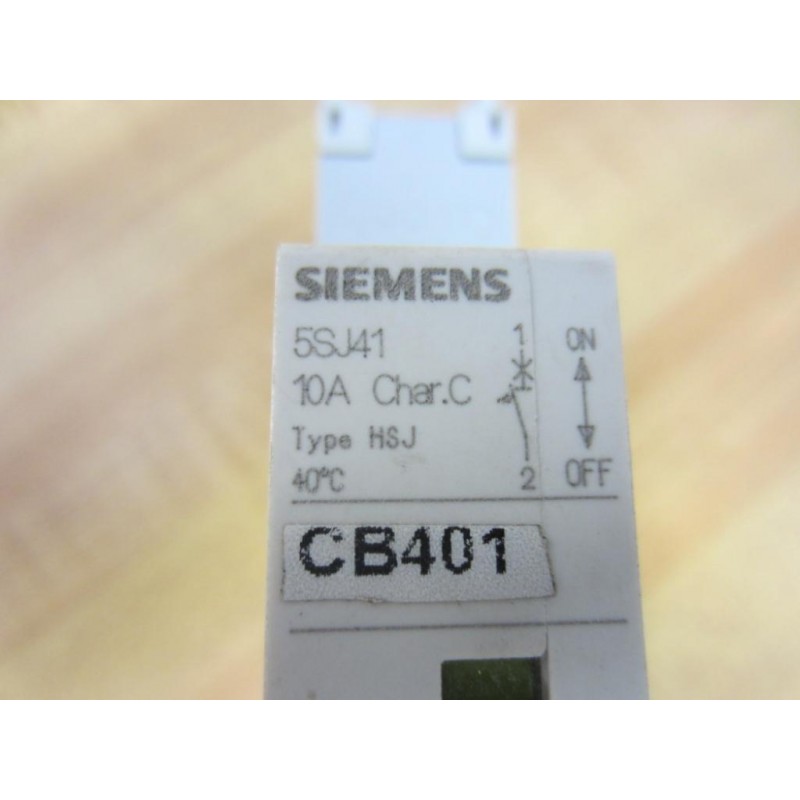 SIEMENS
5SJ41 1 ON
10A Char.C
Type HSJ
40°C 2 OFF
CB401